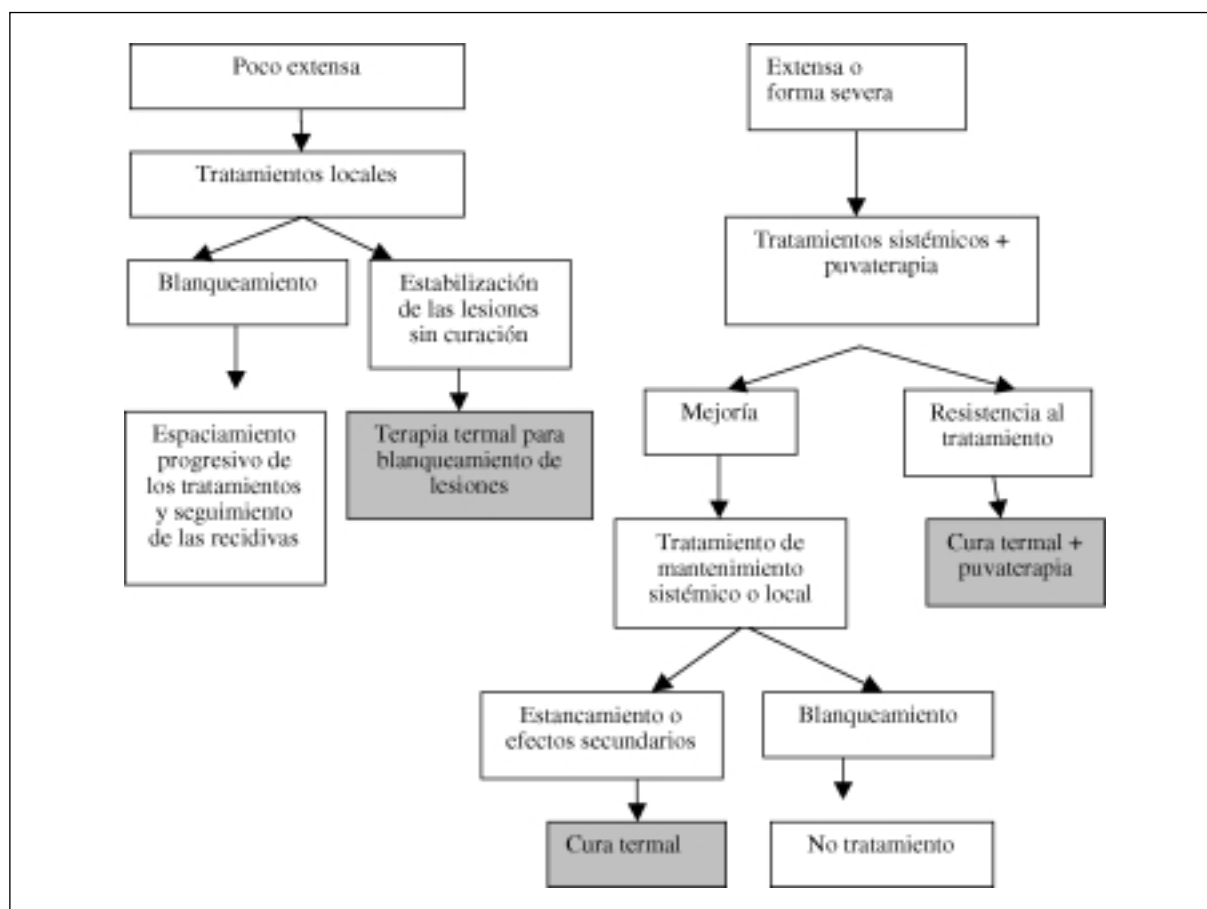 Poco extensa
Tratamientos locales
Blanqueamiento
Estabilización
de las lesiones
sin curación
Espaciamiento
progresivo de
los tratamientos
y seguimiento
de las recidivas
Terapia termal para
blanqueamiento de
lesiones
Extensa o
forma severa
Tratamientos sistémicos +
puvaterapia
Mejoría
Resistencia al
tratamiento
Tratamiento de
mantenimiento
sistémico o local
Cura termal +
puvaterapia
Estancamiento o
efectos secundarios
Blanqueamiento
Cura termal
No tratamiento